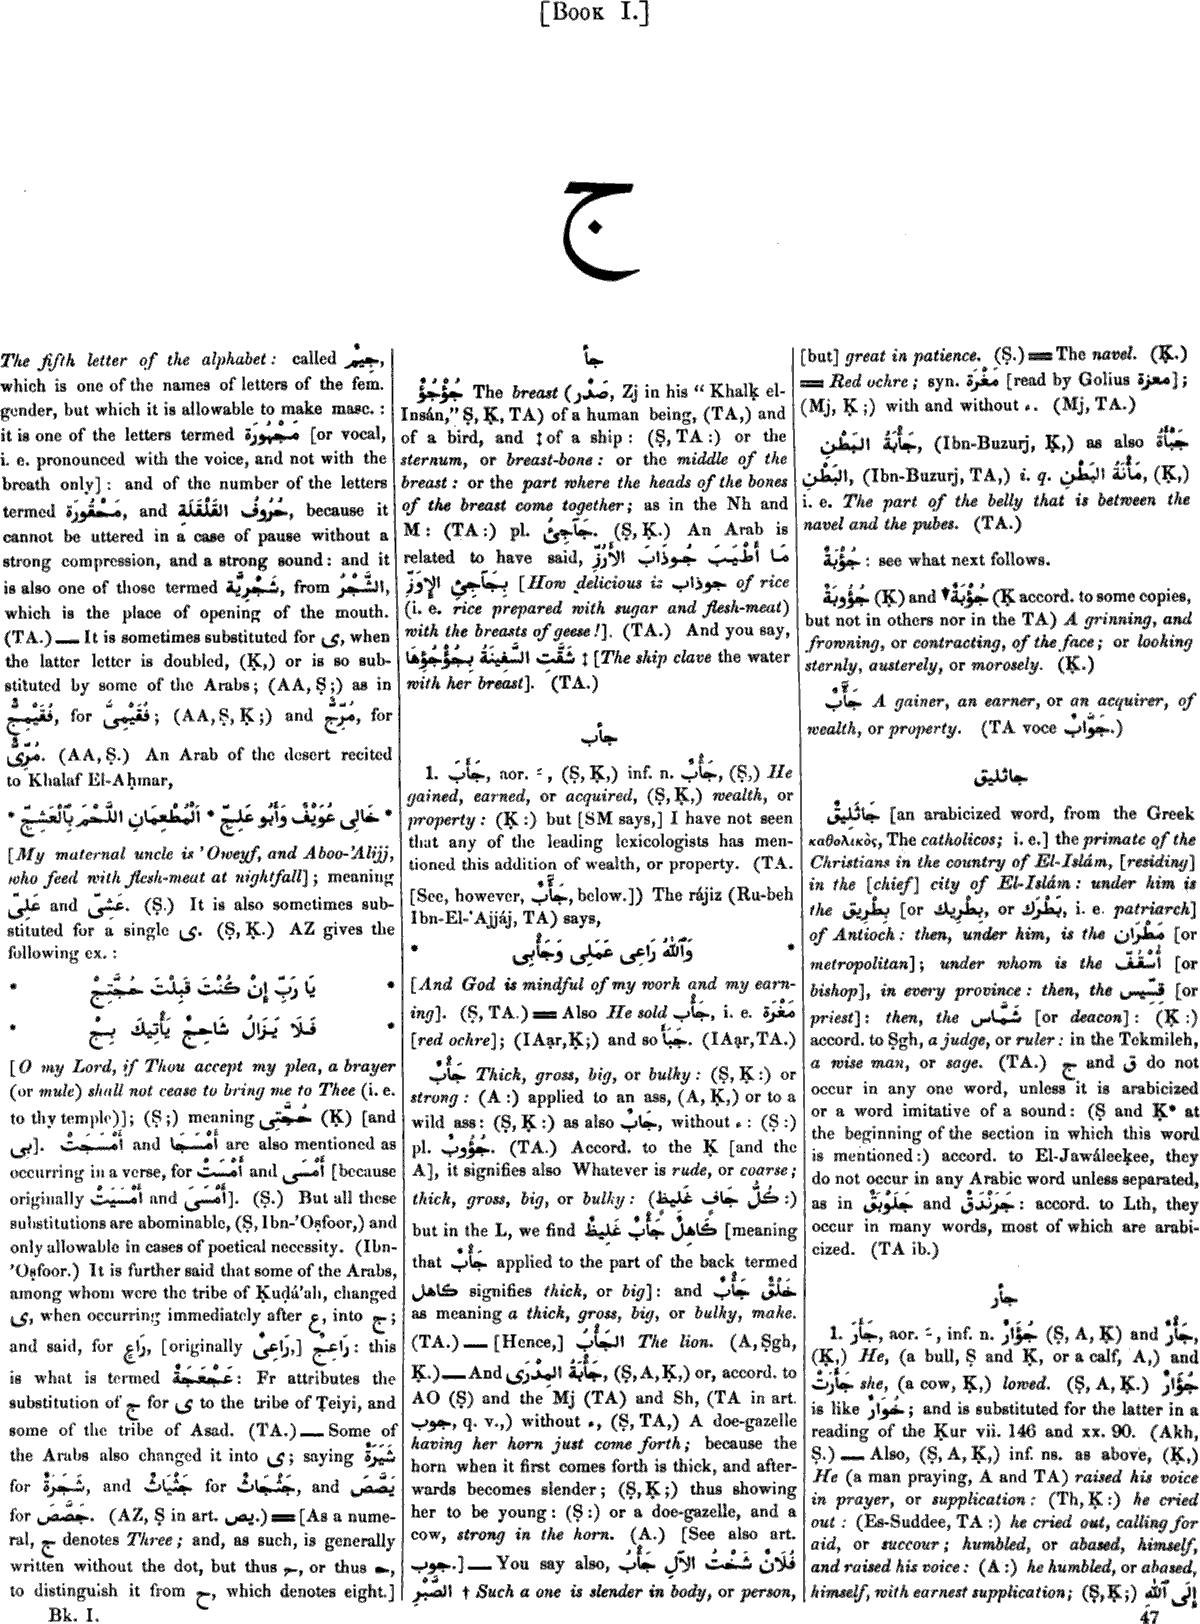 [BOOK I.]
ج
The fifth letter of the alphabet: called جِيمٌ,
which is one of the names of letters of the fem.
gender, but which it is allowable to make masc.:
it is one of the letters termed مَجْهُورَة [or vocal,
i. e. pronounced with the voice, and not with the
breath only]: and of the number of the letters
termed مَحْقُورَة, and حُرُوفُ القَلْقَلَةِ, because it
cannot be uttered in a case of pause without a
strong compression, and a strong sound: and it
is also one of those termed شَجْرِيَّة, from الشَّجْرُ,
which is the place of opening of the mouth.
(TA.) — It is sometimes substituted for ى, when
the latter letter is doubled, (Ḳ,) or is so sub-
stituted by some of the Arabs; (AA, Ṣ;) as in
فُقَيْمِجٌّ, for فُقَيْمِىٌّ; (AA, Ṣ, Ḳ;) and مُرِّجٌّ, for
مُرِّىٌّ. (AA, Ṣ.) An Arab of the desert recited
to Khalaf El-Aḥmar,
* خَالِى عُوَيْفٌ وَأَبُو عَلِجِّ * اَلْمُطْعِمَانِ اللَّحْمَ بِٱلْعَشِجِّ *
[My maternal uncle is 'Oweyf, and Aboo-'Alijj,
who feed with flesh-meat at nightfall]; meaning
عَلِىّ and عَشِىّ. (Ṣ.) It is also sometimes sub-
stituted for a single ى. (Ṣ, Ḳ.) AZ gives the
following ex.:
* يَا رَبِّ إِنْ كُنْتَ قَبِلْتَ حُجَّتِجْ *
* فَلَا يَزَالُ شَاحِجٌ يَأْتِيكَ بِجْ *
[O my Lord, if Thou accept my plea, a brayer
(or mule) shall not cease to bring me to Thee (i. e.
to thy temple)]; (Ṣ;) meaning حُجَّتِى (Ḳ) [and
بِى]. أَمْسَجَتْ and أَمْسَجَا are also mentioned as
occurring in a verse, for أَمْسَتْ and أَمْسَى [because
originally أَمْسَيَتْ and أَمْسَىَ]. (Ṣ.) But all these
substitutions are abominable, (Ṣ, Ibn-'Oṣfoor,) and
only allowable in cases of poetical necessity. (Ibn-
'Oṣfoor.) It is further said that some of the Arabs,
among whom were the tribe of Ḳuḍá'ah, changed
ى, when occurring immediately after ع, into ج;
and said, for رَاعٍ, [originally رَاعِىٌ,] رَاعِجٌ: this
is what is termed عَجْعَجَةٌ: Fr attributes the
substitution of ج for ى to the tribe of Ṭeiyi, and
some of the tribe of Asad. (TA.) — Some of
the Arabs also changed it into ى; saying شَيَرَةٌ
for شَجَرَةٌ, and جَثْيَاثٌ for جَثْجَاثٌ, and يَصَّصَ
for جَصَّصَ. (AZ, Ṣ in art. يص.) = [As a nume-
ral, ج denotes Three; and, as such, is generally
written without the dot, but thus , or thus ,
to distinguish it from ح, which denotes eight.]
Bk. I.
جأ
جُؤْجُؤٌ The breast (صَدْر, Zj in his "Khalḳ el-
Insán," Ṣ, Ḳ, TA) of a human being, (TA,) and
of a bird, and ‡ of a ship: (Ṣ, TA:) or the
sternum, or breast-bone: or the middle of the
breast: or the part where the heads of the bones
of the breast come together; as in the Nh and
M: (TA:) pl. جَآجِئُ. (Ṣ, Ḳ.) An Arab is
related to have said, مَا أَطْيَبَ جُوذَابَ الأَرُزِّ
بِجَآجِئِ الإِوَزِّ [How delicious is جوذاب of rice
(i. e. rice prepared with sugar and flesh-meat)
with the breasts of geese!]. (TA.) And you say,
شَقَّتِ السَّفِينَةُ بِجُؤْجُؤِهَا ‡ [The ship clave the water
with her breast]. (TA.)
جأب
1. جَأَبَ, aor. ـَ, (Ṣ, Ḳ,) inf. n. جَأْبٌ, (Ṣ,) He
gained, earned, or acquired, (Ṣ, Ḳ,) wealth, or
property: (Ḳ:) but [SM says,] I have not seen
that any of the leading lexicologists has men-
tioned this addition of wealth, or property. (TA.
[See, however, جَأَّبٌ, below.]) The rájiz (Ru-beh
Ibn-El-'Ajjáj, TA) says,
* وَٱللّٰهُ رَاعِى عَمَلِى وَجَأْبِى *
[And God is mindful of my work and my earn-
ing]. (Ṣ, TA.) = Also He sold جَأْب, i. e. مَغْرَة
[red ochre]; (IAạr, Ḳ;) and so جَبَأَ. (IAạr, TA.)
جَأْبٌ Thick, gross, big, or bulky: (Ṣ, Ḳ:) or
strong: (A:) applied to an ass, (A, Ḳ,) or to a
wild ass: (Ṣ, Ḳ:) as also جَابٌ, without ء: (Ṣ:)
pl. جُؤُوبٌ. (TA.) Accord. to the Ḳ [and the
A], it signifies also Whatever is rude, or coarse;
thick, gross, big, or bulky: (كُلُّ جَافٍ غَلِيظٍ:)
but in the L, we find كَاهِلٌ جَأْبٌ غَلِيظٌ [meaning
that جَأْبٌ applied to the part of the back termed
كاهل signifies thick, or big]: and خَلْقٌ جَأْبٌ
as meaning a thick, gross, big, or bulky, make.
(TA.) — [Hence,] الجَأْبُ The lion. (A, Ṣgh,
Ḳ.) — And جَأْبَةُ المِدْرَى, (Ṣ, A, Ḳ,) or, accord. to
AO (Ṣ) and the Mj (TA) and Sh, (TA in art.
جوب, q. v.,) without ء, (Ṣ, TA,) A doe-gazelle
having her horn just come forth; because the
horn when it first comes forth is thick, and after-
wards becomes slender; (Ṣ, Ḳ;) thus showing
her to be young: (Ṣ:) or a doe-gazelle, and a
cow, strong in the horn. (A.) [See also art.
جوب.] — You say also, فُلَانٌ شَخْتُ الآلِ جَأْبُ
الصَّبْرِ † Such a one is slender in body, or person,
[but] great in patience. (Ṣ.) = The navel. (Ḳ.)
= Red ochre; syn. مَغْرَة [read by Golius معزة];
(Mj, Ḳ;) with and without ء. (Mj, TA.)
جَأْبَةُ البَطْنِ, (Ibn-Buzurj, Ḳ,) as also جَبْأَةُ
البَطْنِ, (Ibn-Buzurj, TA,) i. q. مَأْنَةُ البَطْنِ, (Ḳ,)
i. e. The part of the belly that is between the
navel and the pubes. (TA.)
جُؤْبَةٌ: see what next follows.
جُؤُوبَةٌ (Ḳ) and ▼جُؤْبَةٌ (Ḳ accord. to some copies,
but not in others nor in the TA) A grinning, and
frowning, or contracting, of the face; or looking
sternly, austerely, or morosely. (Ḳ.)
جَأَّبٌ A gainer, an earner, or an acquirer, of
wealth, or property. (TA voce جَوَّابٌ.)
جاثليق
جَاثَلِيقٌ [an arabicized word, from the Greek
καθολικὸς, The catholicos; i. e.] the primate of the
Christians in the country of El-Islám, [residing]
in the [chief] city of El-Islám: under him is
the بِطْرِيق [or بِطْرِيك, or بَطْرَك, i. e. patriarch]
of Antioch: then, under him, is the مَطْرَان [or
metropolitan]; under whom is the أُسْقُفّ [or
bishop], in every province: then, the قِسِّيس [or
priest]: then, the شَمَّاس [or deacon]: (Ḳ:)
accord. to Ṣgh, a judge, or ruler: in the Tekmileh,
a wise man, or sage. (TA.) ج and ق do not
occur in any one word, unless it is arabicized
or a word imitative of a sound: (Ṣ and Ḳ* at
the beginning of the section in which this word
is mentioned:) accord. to El-Jawáleeḳee, they
do not occur in any Arabic word unless separated,
as in جَلَوْبَقٌ and جَرَنْدَقٌ: accord. to Lth, they
occur in many words, most of which are arabi-
cized. (TA ib.)
جأر
1. جَأَرَ, aor. ـَ, inf. n. جُؤَارٌ (Ṣ, A, Ḳ) and جَأْرٌ,
(Ḳ,) He, (a bull, Ṣ and Ḳ, or a calf, A,) and
جَأَرَتْ she, (a cow, Ḳ,) lowed. (Ṣ, A, Ḳ.) جُؤَارٌ
is like خُوَارٌ; and is substituted for the latter in a
reading of the Ḳur vii. 146 and xx. 90. (Akh,
Ṣ.) — Also, (Ṣ, A, Ḳ,) inf. ns. as above, (Ḳ,)
He (a man praying, A and TA) raised his voice
in prayer, or supplication: (Th, Ḳ:) he cried
out: (Es-Suddee, TA:) he cried out, calling for
aid, or succour; humbled, or abased, himself,
and raised his voice: (A:) he humbled, or abased,
himself, with earnest supplication; (Ṣ, Ḳ;) إِلَى ٱللّٰهِ
47